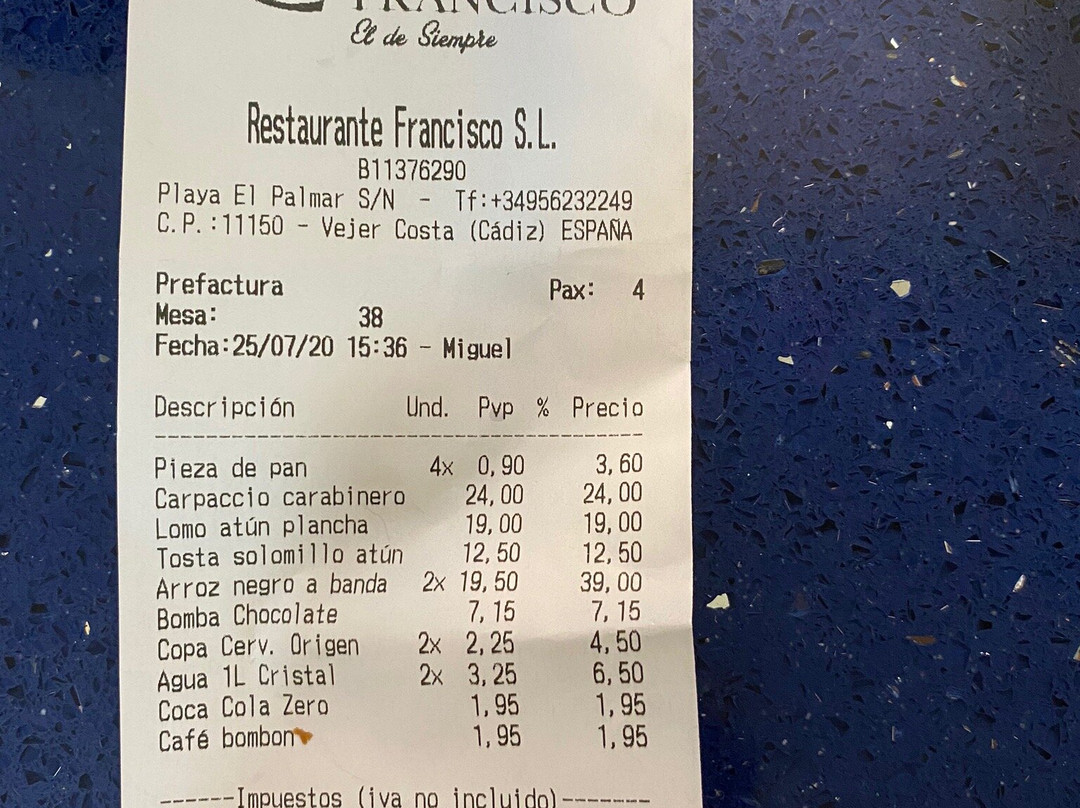 FRANCISCO
El de Siempre
Restaurante Francisco S.L.
B11376290
Playa El Palmar S/N - Tf:+34956232249
C.P.:11150 - Vejer Costa (Cádiz) ESPAÑA
Prefactura Pax: 4
Mesa: 38
Fecha:25/07/20 15:36 - Miguel
Descripción Und. Pvp % Precio
Pieza de pan 4x 0,90 3,60
Carpaccio carabinero 24,00 24,00
Lomo atún plancha 19,00 19,00
Tosta solomillo atún 12,50 12,50
Arroz negro a banda 2x 19,50 39,00
Bomba Chocolate 7,15 7,15
Copa Cerv. Origen 2x 2,25 4,50
Agua 1L Cristal 2x 3,25 6,50
Coca Cola Zero 1,95 1,95
Café bombon 1,95 1,95
------Impuestos (iva no incluido)-------